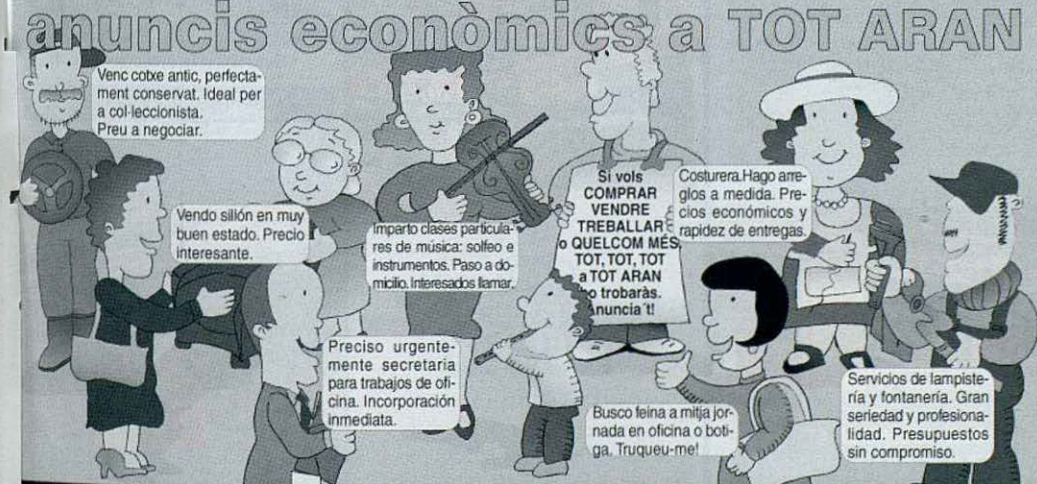 anuncis econòmics a TOT ARAN
Venc cotxe antic, perfecta-
ment conservat. Ideal per
a col·leccionista.
Preu a negociar.
Vendo sillón en muy
buen estado. Precio
interesante.
Imparto clases particula-
res de música: solfeo e
instrumentos. Paso a do-
micilio. Interesados llamar.
Si vols
COMPRAR
VENDRE
TREBALLAR
o QUELCOM MÉS,
TOT, TOT, TOT
a TOT ARAN
ho trobaràs.
Anuncia´t!
Costurera.Hago arre-
glos a medida. Pre-
cios económicos y
rapidez de entregas.
Preciso urgente-
mente secretaria
para trabajos de ofi-
cina. Incorporación
inmediata.
Busco feina a mitja jor-
nada en oficina o boti-
ga. Truqueu-me!
Servicios de lampiste-
ría y fontanería. Gran
seriedad y profesiona-
lidad. Presupuestos
sin compromiso.